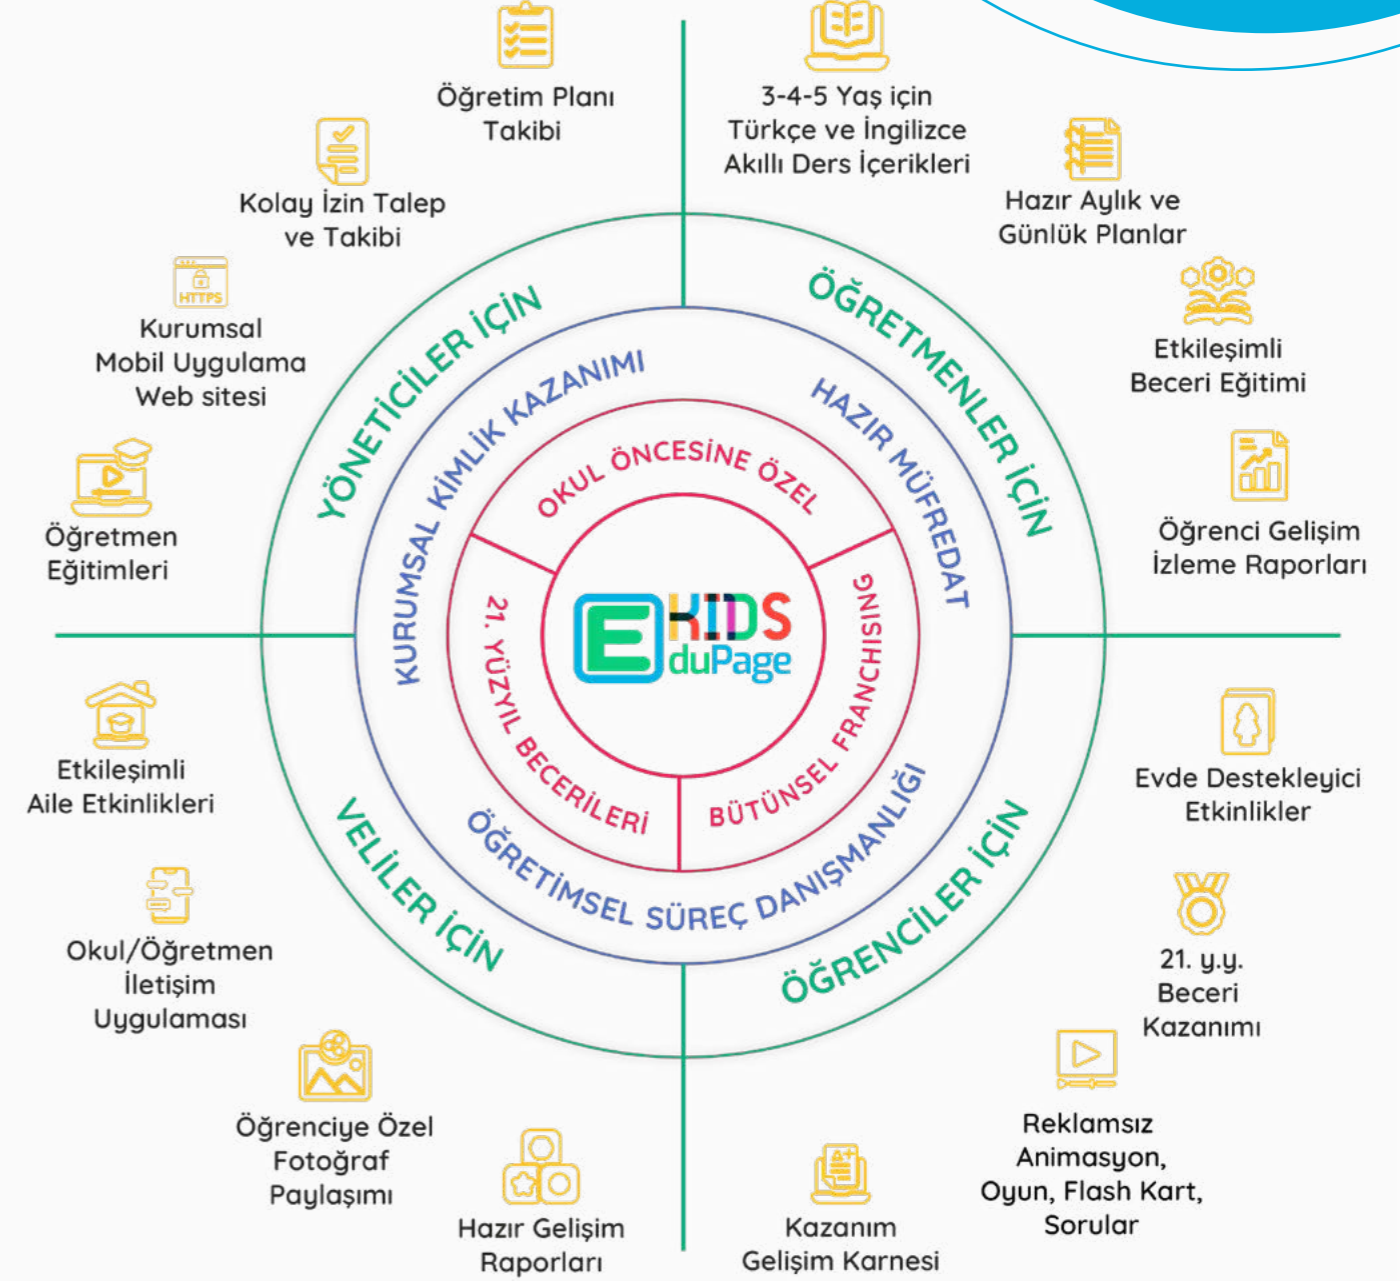 Öğretim Planı
Takibi
3-4-5 Yaş için
Türkçe ve İngilizce
Akıllı Ders İçerikleri
Kolay İzin Talep
ve Takibi
Hazır Aylık ve
Günlük Planlar
HTTPS
Kurumsal
Mobil Uygulama
Web sitesi
Etkileşimli
Beceri Eğitimi
Öğretmen
Eğitimleri
Öğrenci Gelişim
İzleme Raporları
YÖNETİCİLER İÇİN
ÖĞRETMENLER İÇİN
KURUMSAL KİMLİK KAZANIMI
HAZIR MÜFREDAT
OKUL ÖNCESİNE ÖZEL
21. YÜZYIL BECERİLERİ
BÜTÜNSEL FRANCHISING
E KIDS
duPage
ÖĞRETİMSEL SÜREÇ DANIŞMANLIĞI
VELİLER İÇİN
ÖĞRENCİLER İÇİN
Etkileşimli
Aile Etkinlikleri
Evde Destekleyici
Etkinlikler
Okul/Öğretmen
İletişim
Uygulaması
21. y.y.
Beceri
Kazanımı
Öğrenciye Özel
Fotoğraf
Paylaşımı
Reklamsız
Animasyon,
Oyun, Flash Kart,
Sorular
Hazır Gelişim
Raporları
A+
Kazanım
Gelişim Karnesi